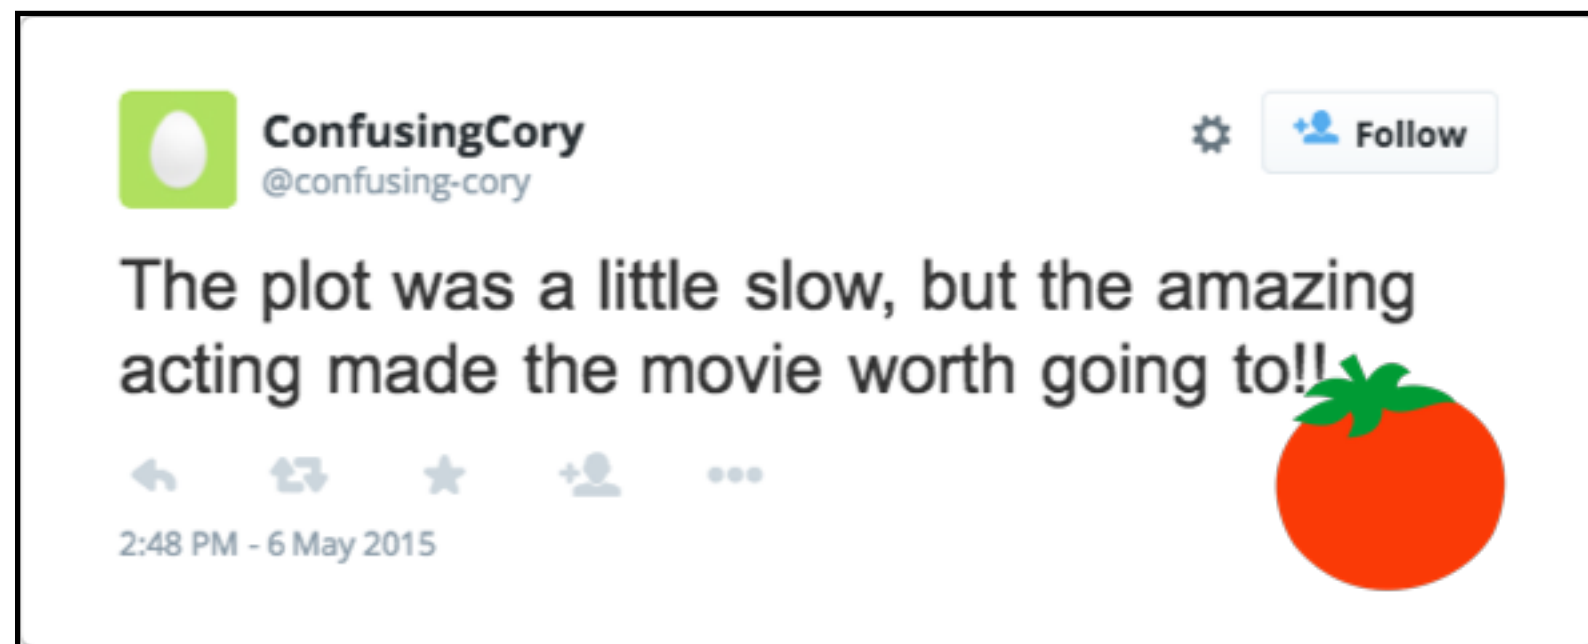 ConfusingCory
@confusing-cory
Follow
The plot was a little slow, but the amazing
acting made the movie worth going to!!
2:48 PM - 6 May 2015